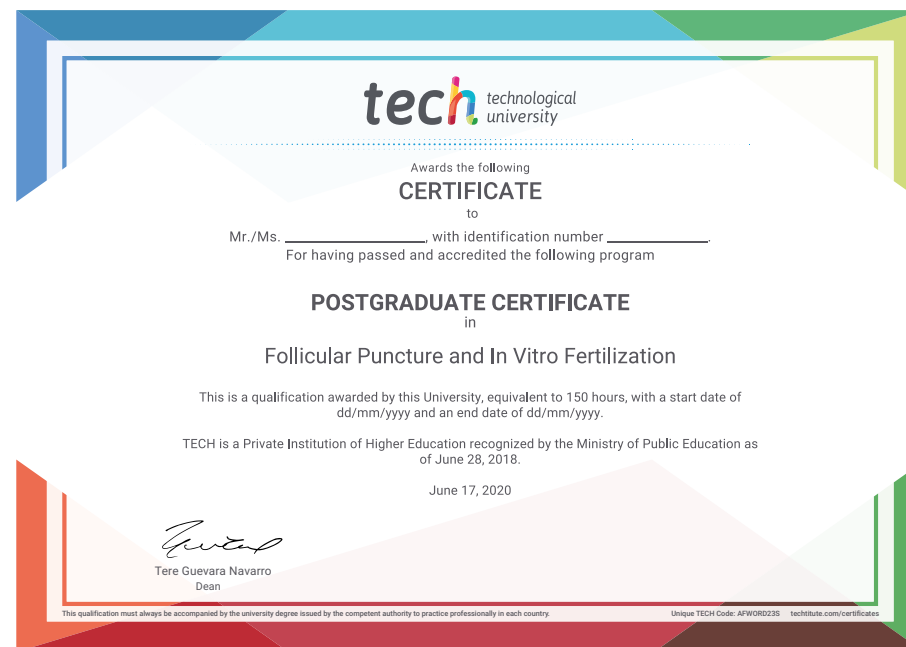 tech technological
university
Awards the following
CERTIFICATE
to
Mr./Ms. ____________________, with identification number ______________.
For having passed and accredited the following program
POSTGRADUATE CERTIFICATE
in
Follicular Puncture and In Vitro Fertilization
This is a qualification awarded by this University, equivalent to 150 hours, with a start date of
dd/mm/yyyy and an end date of dd/mm/yyyy.
TECH is a Private Institution of Higher Education recognized by the Ministry of Public Education as
of June 28, 2018.
June 17, 2020
Tere Guevara Navarro
Dean
This qualification must always be accompanied by the university degree issued by the competent authority to practice professionally in each country. Unique TECH Code: AFWORD23S techtitute.com/certificates